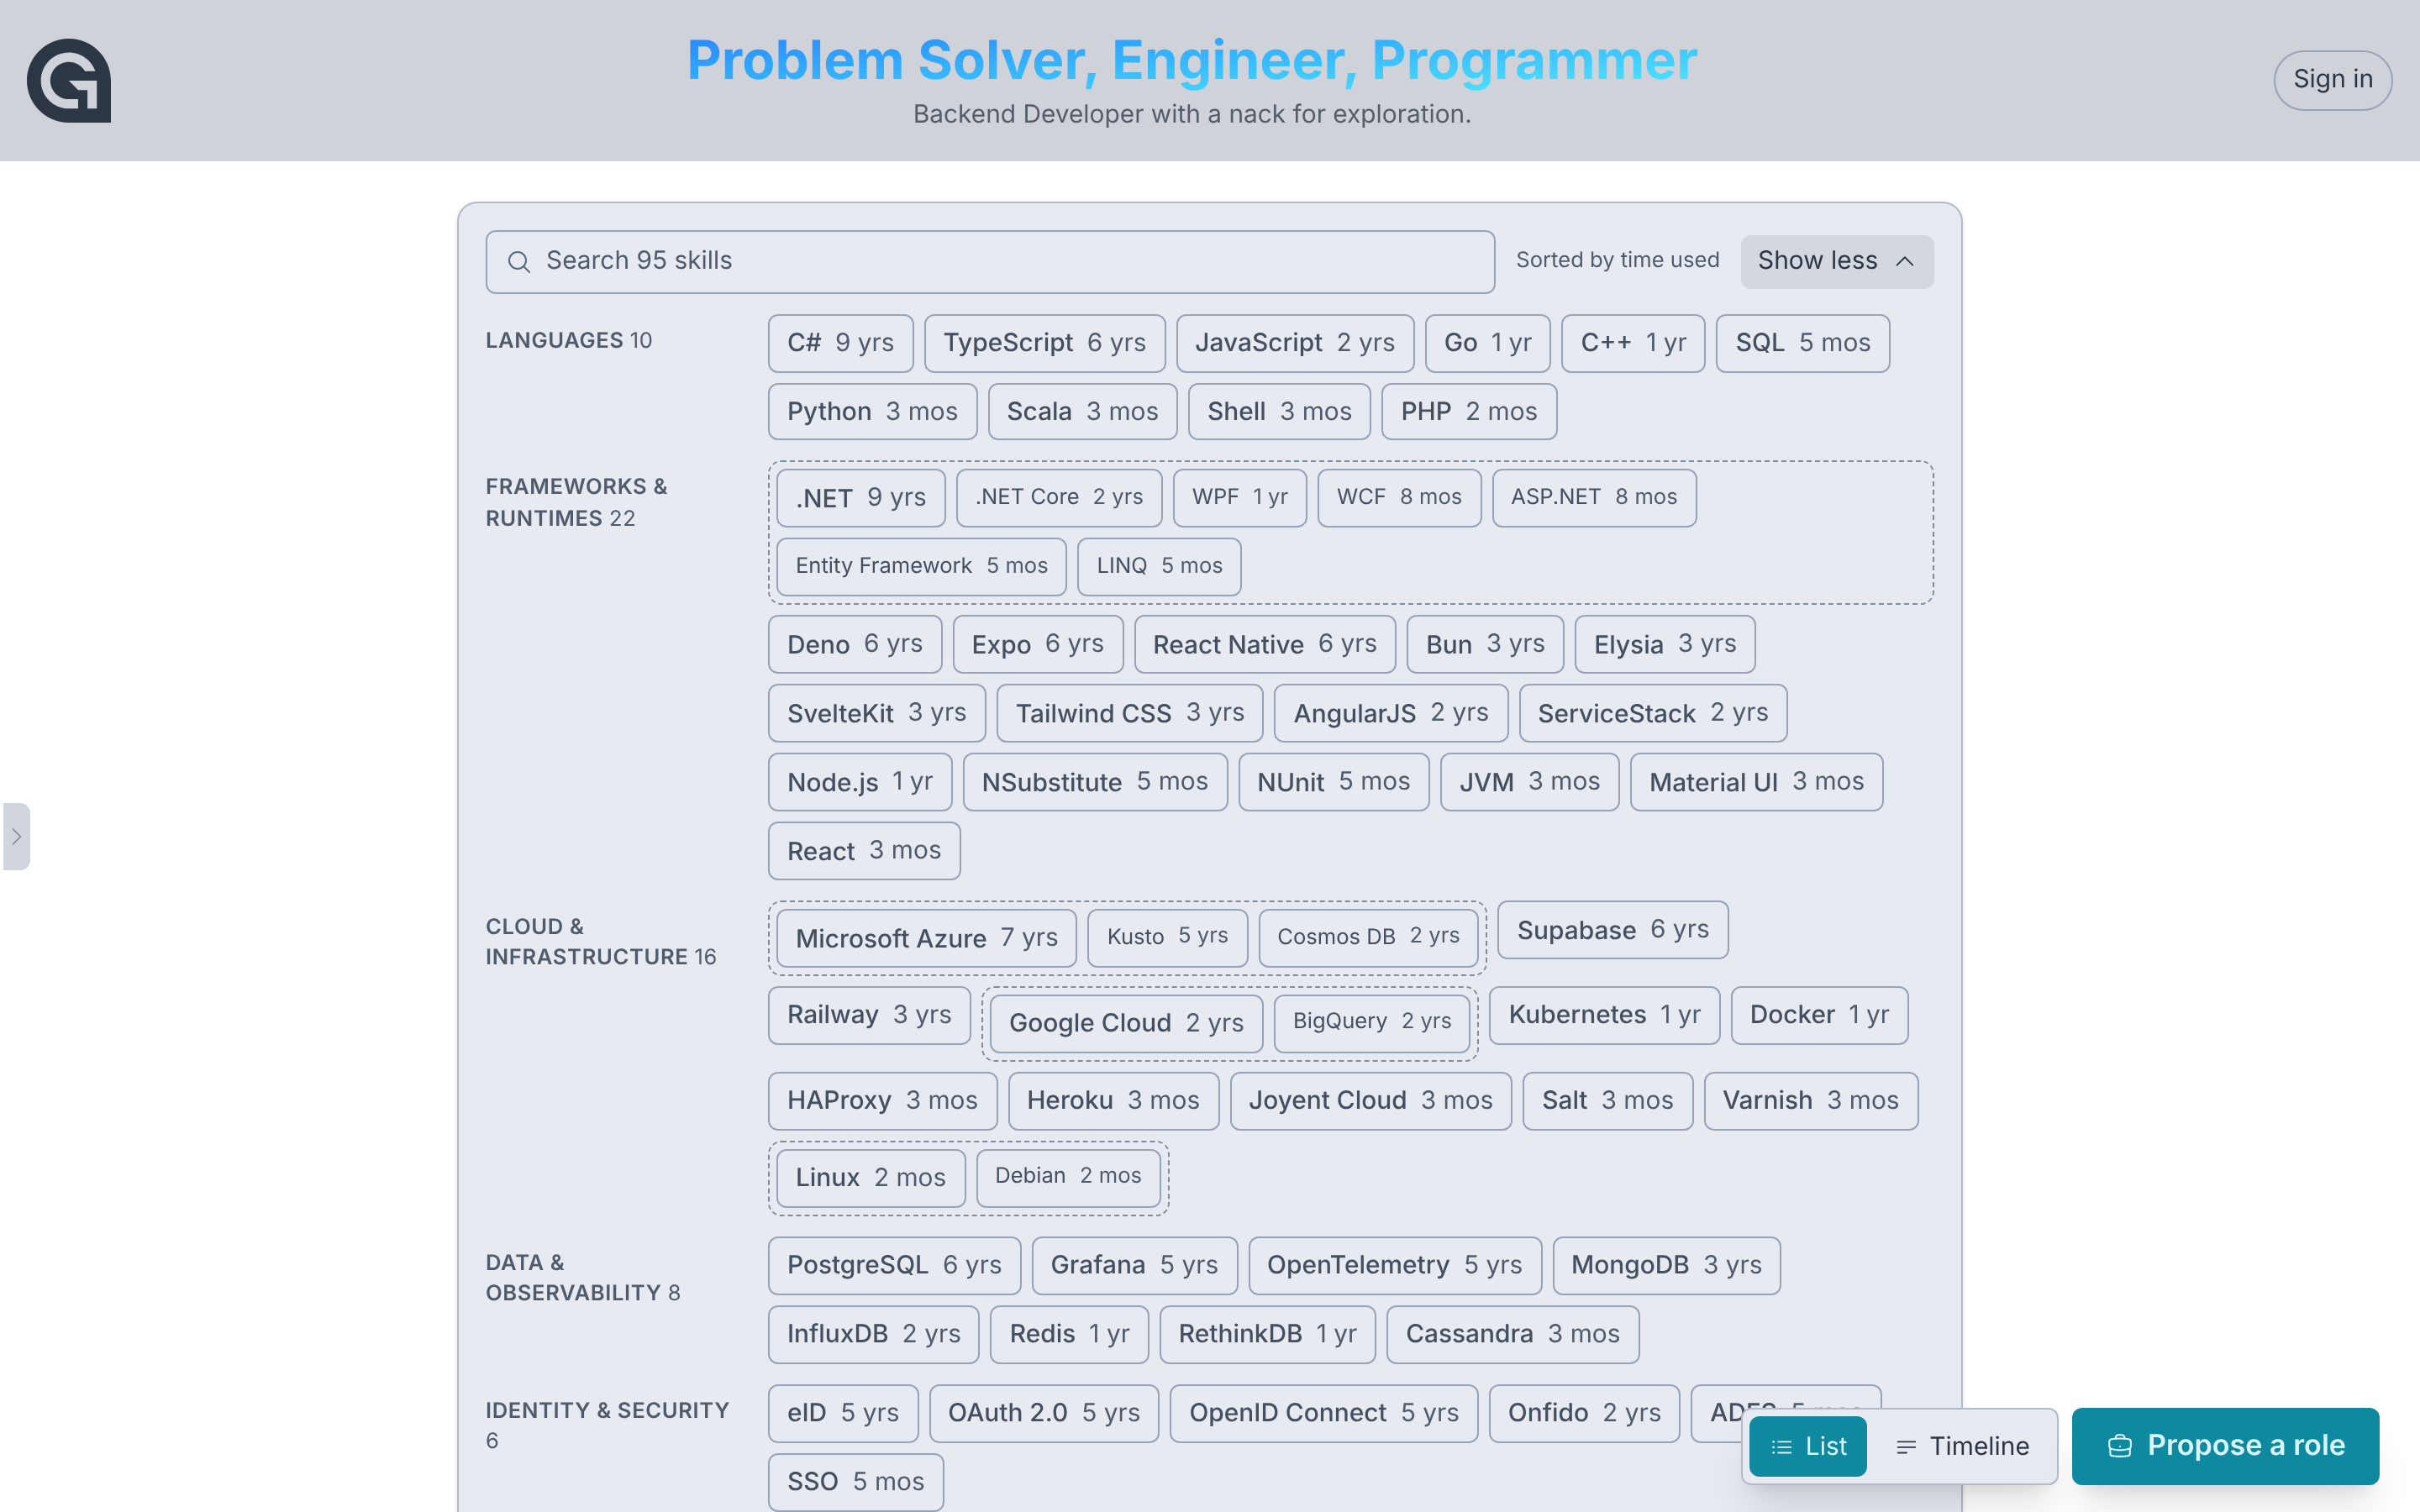 Problem Solver, Engineer, Programmer
Backend Developer with a nack for exploration.
Sign in
Search 95 skills
Sorted by time used
Show less
LANGUAGES 10
C# 9 yrs
TypeScript 6 yrs
JavaScript 2 yrs
Go 1 yr
C++ 1 yr
SQL 5 mos
Python 3 mos
Scala 3 mos
Shell 3 mos
PHP 2 mos
FRAMEWORKS &
RUNTIMES 22
.NET 9 yrs
.NET Core 2 yrs
WPF 1 yr
WCF 8 mos
ASP.NET 8 mos
Entity Framework 5 mos
LINQ 5 mos
Deno 6 yrs
Expo 6 yrs
React Native 6 yrs
Bun 3 yrs
Elysia 3 yrs
SvelteKit 3 yrs
Tailwind CSS 3 yrs
AngularJS 2 yrs
ServiceStack 2 yrs
Node.js 1 yr
NSubstitute 5 mos
NUnit 5 mos
JVM 3 mos
Material UI 3 mos
React 3 mos
CLOUD &
INFRASTRUCTURE 16
Microsoft Azure 7 yrs
Kusto 5 yrs
Cosmos DB 2 yrs
Supabase 6 yrs
Railway 3 yrs
Google Cloud 2 yrs
BigQuery 2 yrs
Kubernetes 1 yr
Docker 1 yr
HAProxy 3 mos
Heroku 3 mos
Joyent Cloud 3 mos
Salt 3 mos
Varnish 3 mos
Linux 2 mos
Debian 2 mos
DATA &
OBSERVABILITY 8
PostgreSQL 6 yrs
Grafana 5 yrs
OpenTelemetry 5 yrs
MongoDB 3 yrs
InfluxDB 2 yrs
Redis 1 yr
RethinkDB 1 yr
Cassandra 3 mos
IDENTITY & SECURITY
6
eID 5 yrs
OAuth 2.0 5 yrs
OpenID Connect 5 yrs
Onfido 2 yrs
SSO 5 mos
List
Timeline
Propose a role